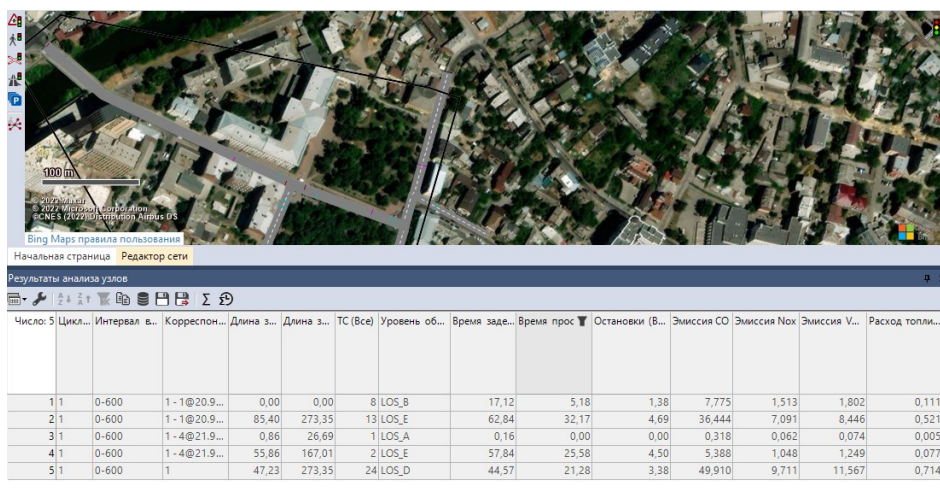 100 m
© 2022 Maxar
© 2022 Microsoft Corporation
©CNES (2022) Distribution Airbus DS
Bing Maps правила пользования
Bing
Начальная страница Редактор сети
Результаты анализа узлов
Число: 5 Цикл... Интервал в... Корреспон... Длина з... Длина з... ТС (Все) Уровень об... Время заде... Время прос Остановки (В... Эмиссия CO Эмиссия Nox Эмиссия V... Расход топли...
1 1 0-600 1 - 1@20.9... 0,00 0,00 8 LOS_B 17,12 5,18 1,38 7,775 1,513 1,802 0,111
2 1 0-600 1 - 1@20.9... 85,40 273,35 13 LOS_E 62,84 32,17 4,69 36,444 7,091 8,446 0,521
3 1 0-600 1 - 4@21.9... 0,86 26,69 1 LOS_A 0,16 0,00 0,00 0,318 0,062 0,074 0,005
4 1 0-600 1 - 4@21.9... 55,86 167,01 2 LOS_E 57,84 25,58 4,50 5,388 1,048 1,249 0,077
5 1 0-600 1 47,23 273,35 24 LOS_D 44,57 21,28 3,38 49,910 9,711 11,567 0,714